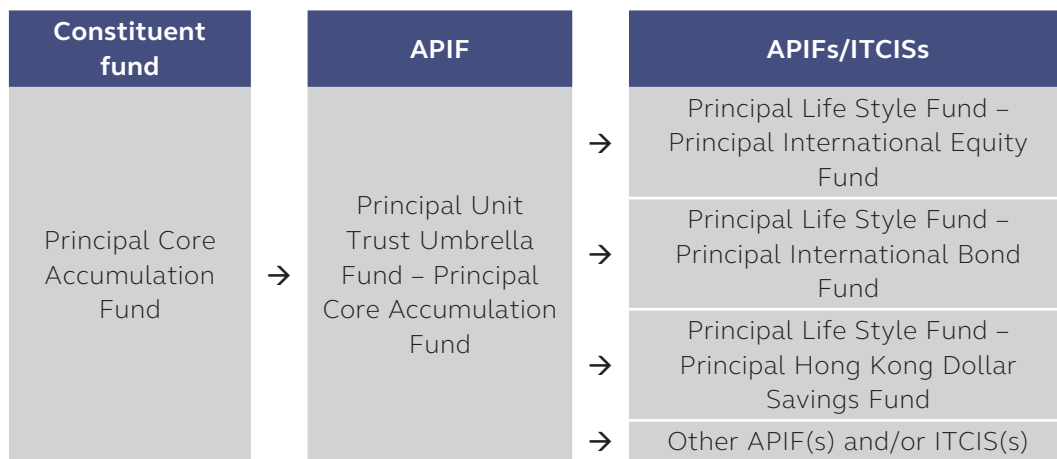 Constituent
fund
APIF
APIFs/ITCISs
Principal Core
Accumulation
Fund
→
Principal Unit
Trust Umbrella
Fund – Principal
Core Accumulation
Fund
→
Principal Life Style Fund –
Principal International Equity
Fund
→
Principal Life Style Fund –
Principal International Bond
Fund
→
Principal Life Style Fund –
Principal Hong Kong Dollar
Savings Fund
→
Other APIF(s) and/or ITCIS(s)